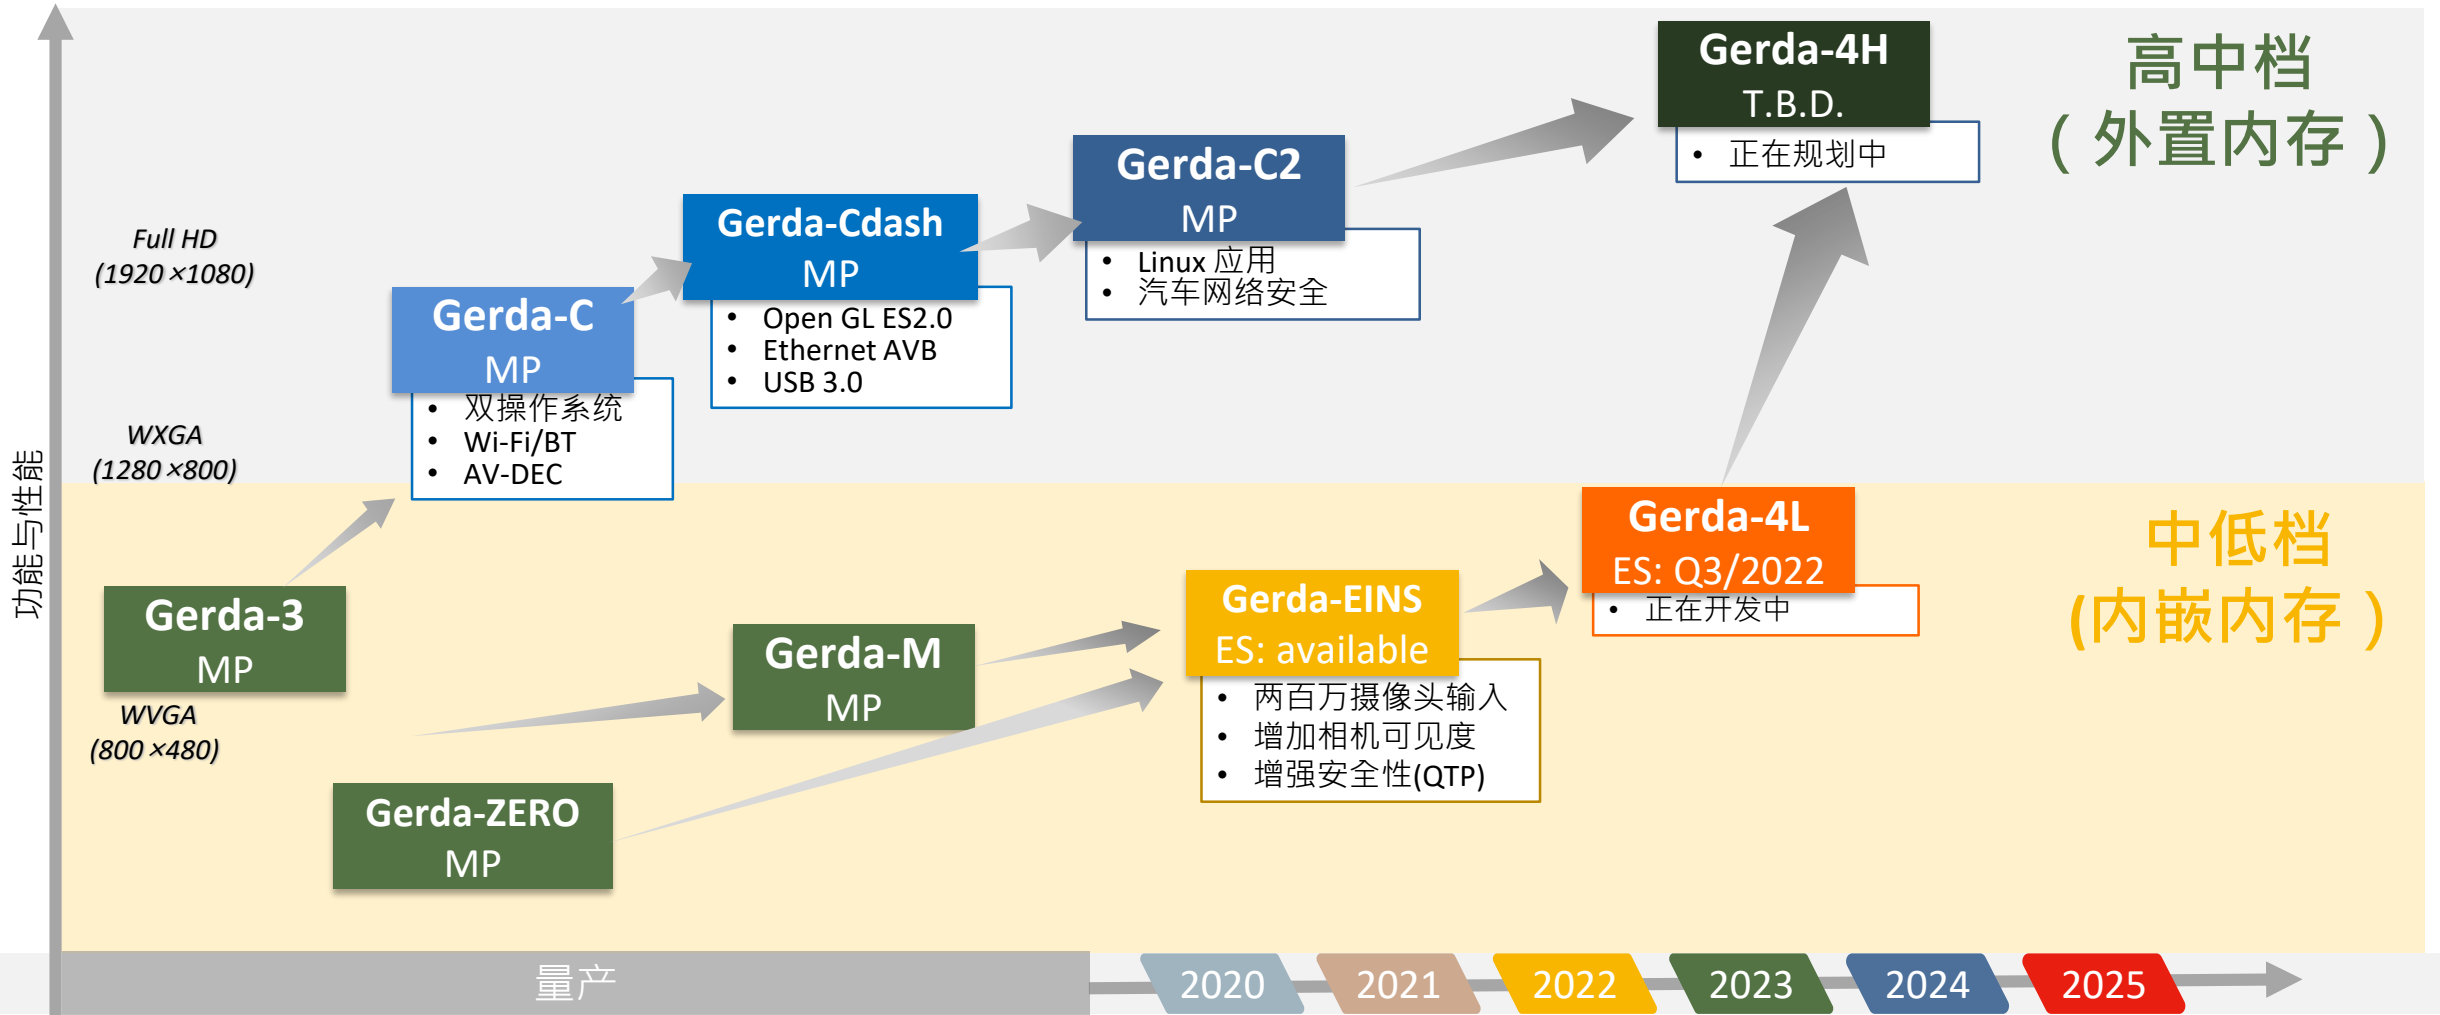 功能与性能
Full HD
(1920×1080)
WXGA
(1280×800)
WVGA
(800×480)
高中档
（外置内存）
中低档
(内嵌内存）
Gerda-3
MP
Gerda-C
MP
• 双操作系统
• Wi-Fi/BT
• AV-DEC
Gerda-Cdash
MP
• Open GL ES2.0
• Ethernet AVB
• USB 3.0
Gerda-C2
MP
• Linux 应用
• 汽车网络安全
Gerda-4H
T.B.D.
• 正在规划中
Gerda-ZERO
MP
Gerda-M
MP
Gerda-EINS
ES: available
• 两百万摄像头输入
• 增加相机可见度
• 增强安全性(QTP)
Gerda-4L
ES: Q3/2022
• 正在开发中
量产
2020
2021
2022
2023
2024
2025